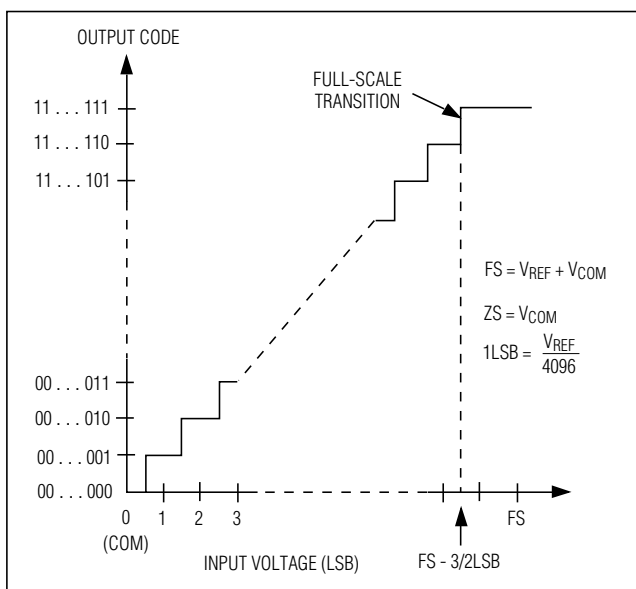 OUTPUT CODE
FULL-SCALE
TRANSITION
11 . . . 111
11 . . . 110
11 . . . 101
FS = VREF + VCOM
ZS = VCOM
1LSB = VREF
4096
00 . . . 011
00 . . . 010
00 . . . 001
00 . . . 000
0 1 2 3 FS
(COM)
INPUT VOLTAGE (LSB)
FS - 3/2LSB